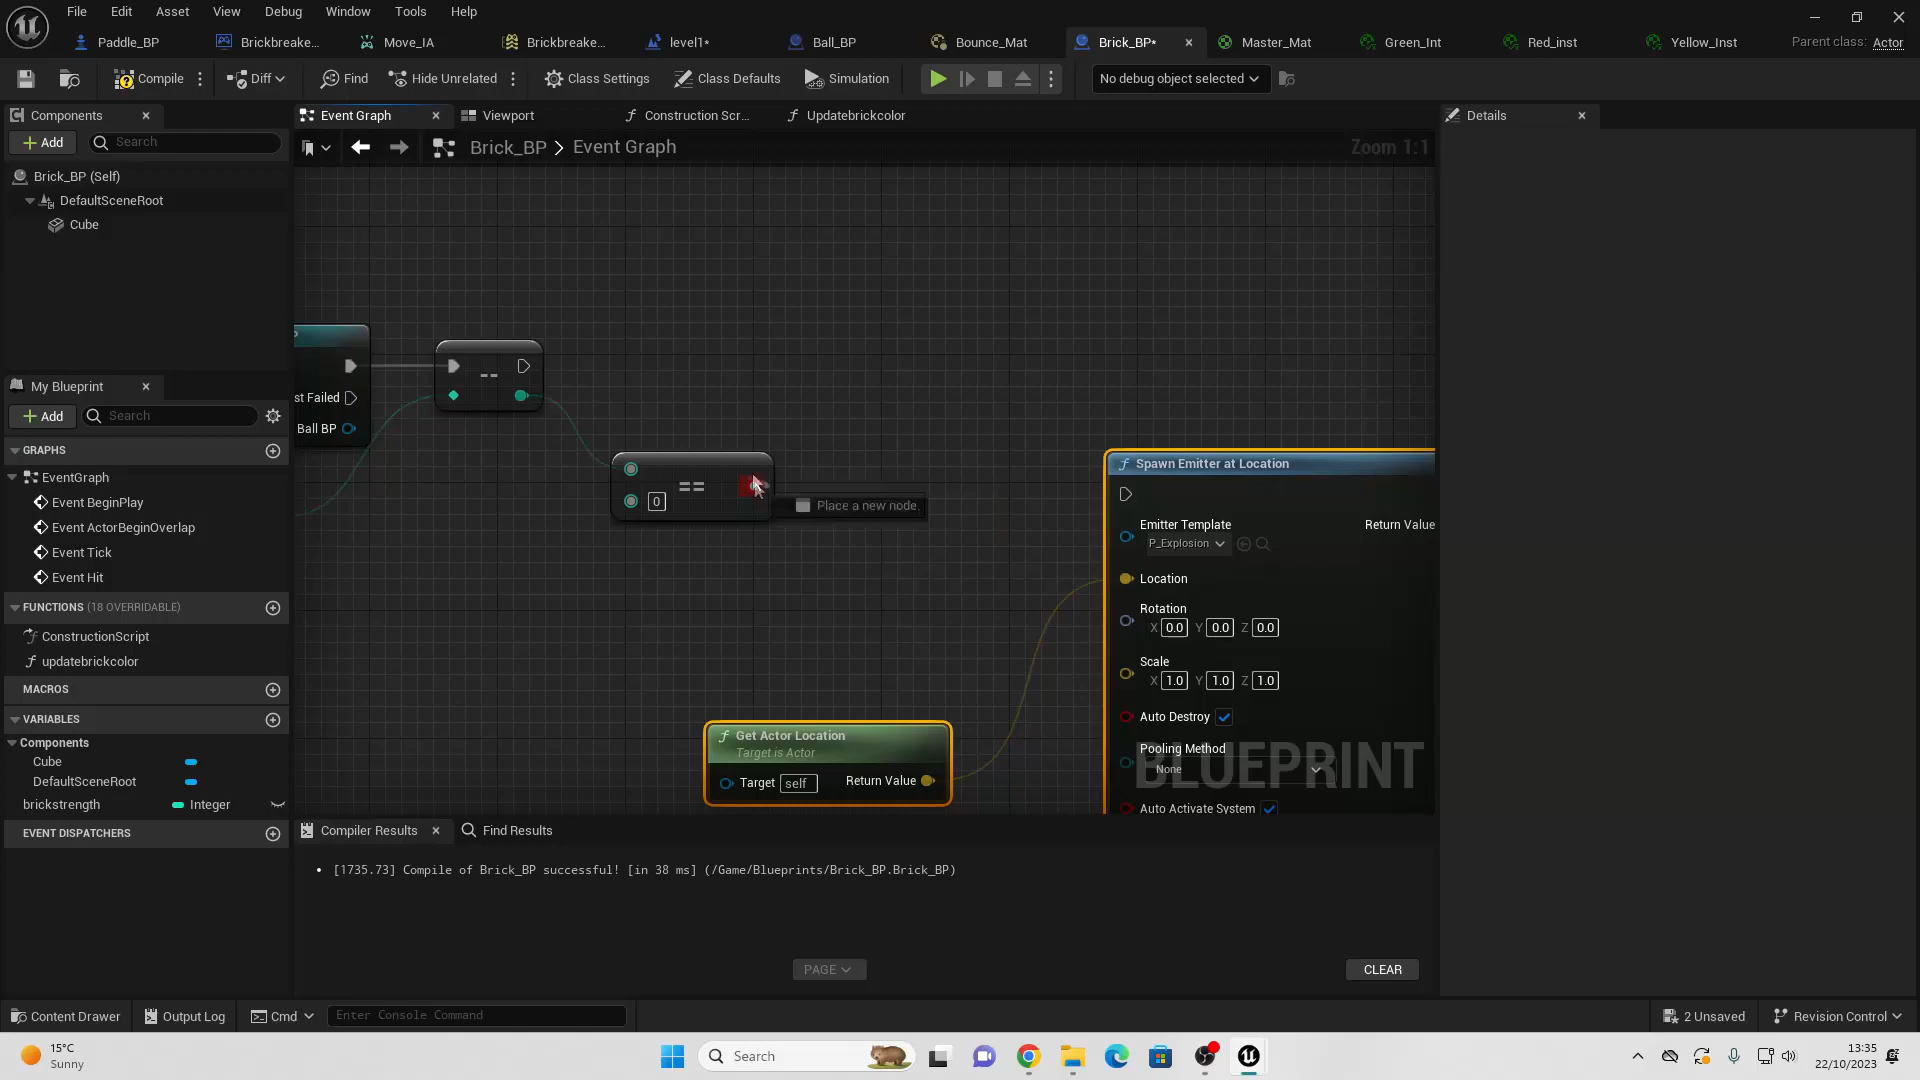 File Edit Asset View Debug Window Tools Help
Paddle_BP Brickbreake... Move_IA Brickbreake... level1* Ball_BP Bounce_Mat Brick_BP* Master_Mat Green_Int Red_inst Yellow_Inst Parent class: Actor
Compile Diff Find Hide Unrelated Class Settings Class Defaults Simulation No debug object selected
Components Event Graph Viewport Construction Scr... Updatebrickcolor Details
Add Search Brick_BP > Event Graph Zoom 1:1
Brick_BP (Self)
DefaultSceneRoot
Cube
st Failed
Ball BP
--
==
0
Place a new node.
Spawn Emitter at Location
Emitter Template Return Value
P_Explosion
Location
Rotation
X 0.0 Y 0.0 Z 0.0
Scale
X 1.0 Y 1.0 Z 1.0
Auto Destroy
Pooling Method
None
Auto Activate System
BLUEPRINT
Get Actor Location
Target is Actor
Target self Return Value
My Blueprint
Add Search
GRAPHS
EventGraph
Event BeginPlay
Event ActorBeginOverlap
Event Tick
Event Hit
FUNCTIONS (18 OVERRIDABLE)
ConstructionScript
updatebrickcolor
MACROS
VARIABLES
Components
Cube
DefaultSceneRoot
brickstrength Integer
EVENT DISPATCHERS
Compiler Results Find Results
[1735.73] Compile of Brick_BP successful! [in 38 ms] (/Game/Blueprints/Brick_BP.Brick_BP)
PAGE CLEAR
Content Drawer Output Log Cmd Enter Console Command 2 Unsaved Revision Control
15°C
Sunny
Search
13:35
22/10/2023